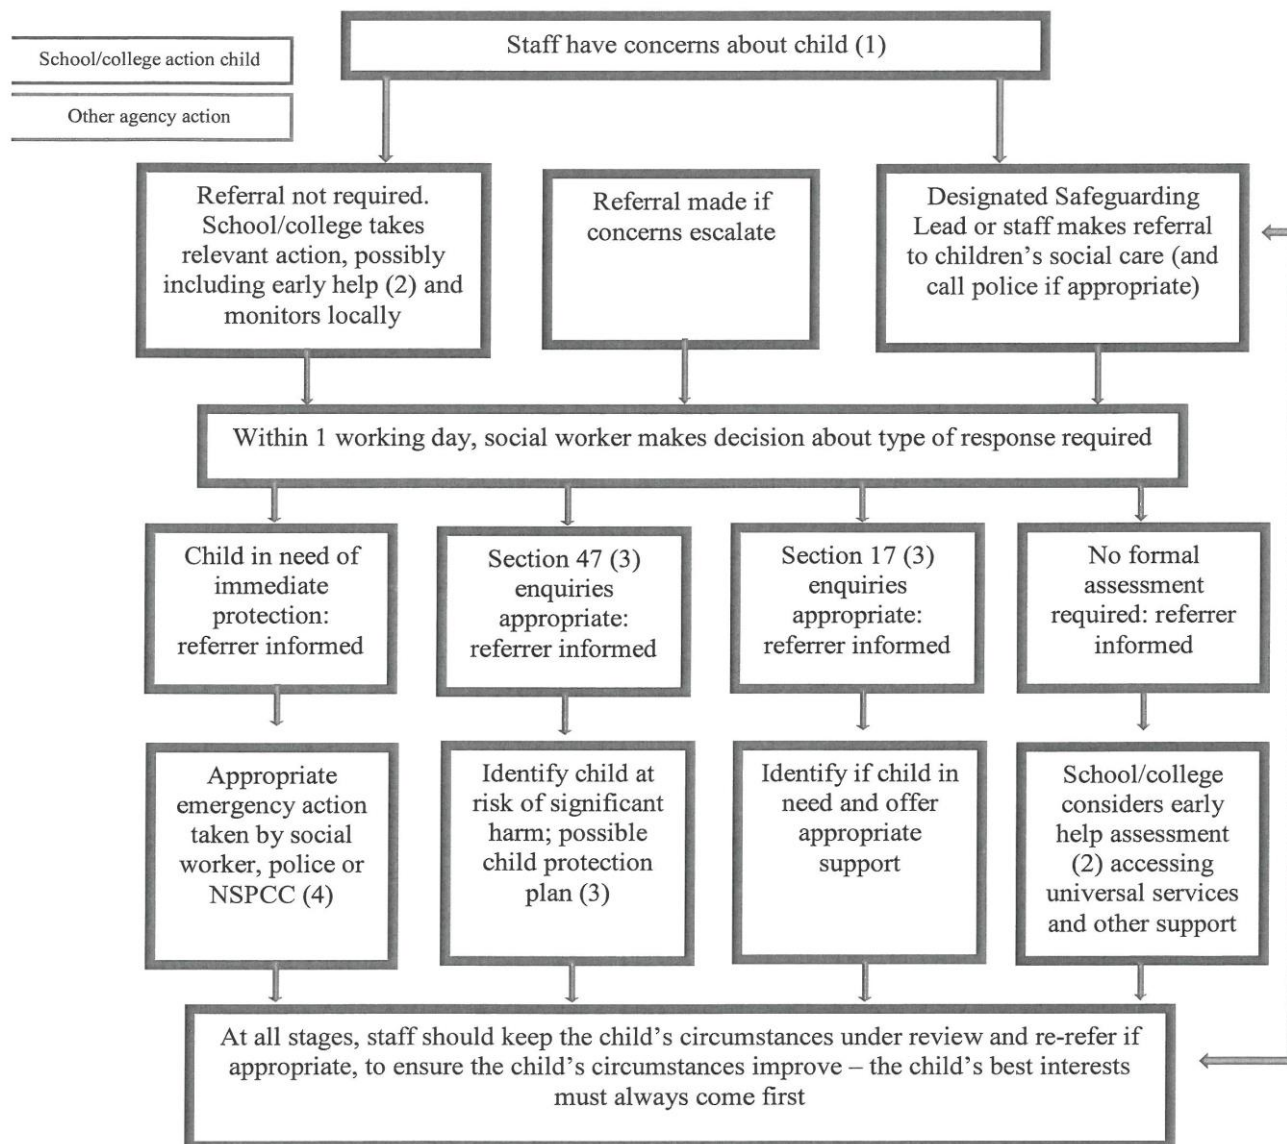 Staff have concerns about child (1)
School/college action child
Other agency action
Referral not required.
School/college takes
relevant action, possibly
including early help (2) and
monitors locally
Referral made if
concerns escalate
Designated Safeguarding
Lead or staff makes referral
to children’s social care (and
call police if appropriate)
Within 1 working day, social worker makes decision about type of response required
Child in need of
immediate
protection:
referrer informed
Section 47 (3)
enquiries
appropriate:
referrer informed
Section 17 (3)
enquiries
appropriate:
referrer informed
No formal
assessment
required: referrer
informed
Appropriate
emergency action
taken by social
worker, police or
NSPCC (4)
Identify child at
risk of significant
harm; possible
child protection
plan (3)
Identify if child in
need and offer
appropriate
support
School/college
considers early
help assessment
(2) accessing
universal services
and other support
At all stages, staff should keep the child’s circumstances under review and re-refer if
appropriate, to ensure the child’s circumstances improve – the child’s best interests
must always come first